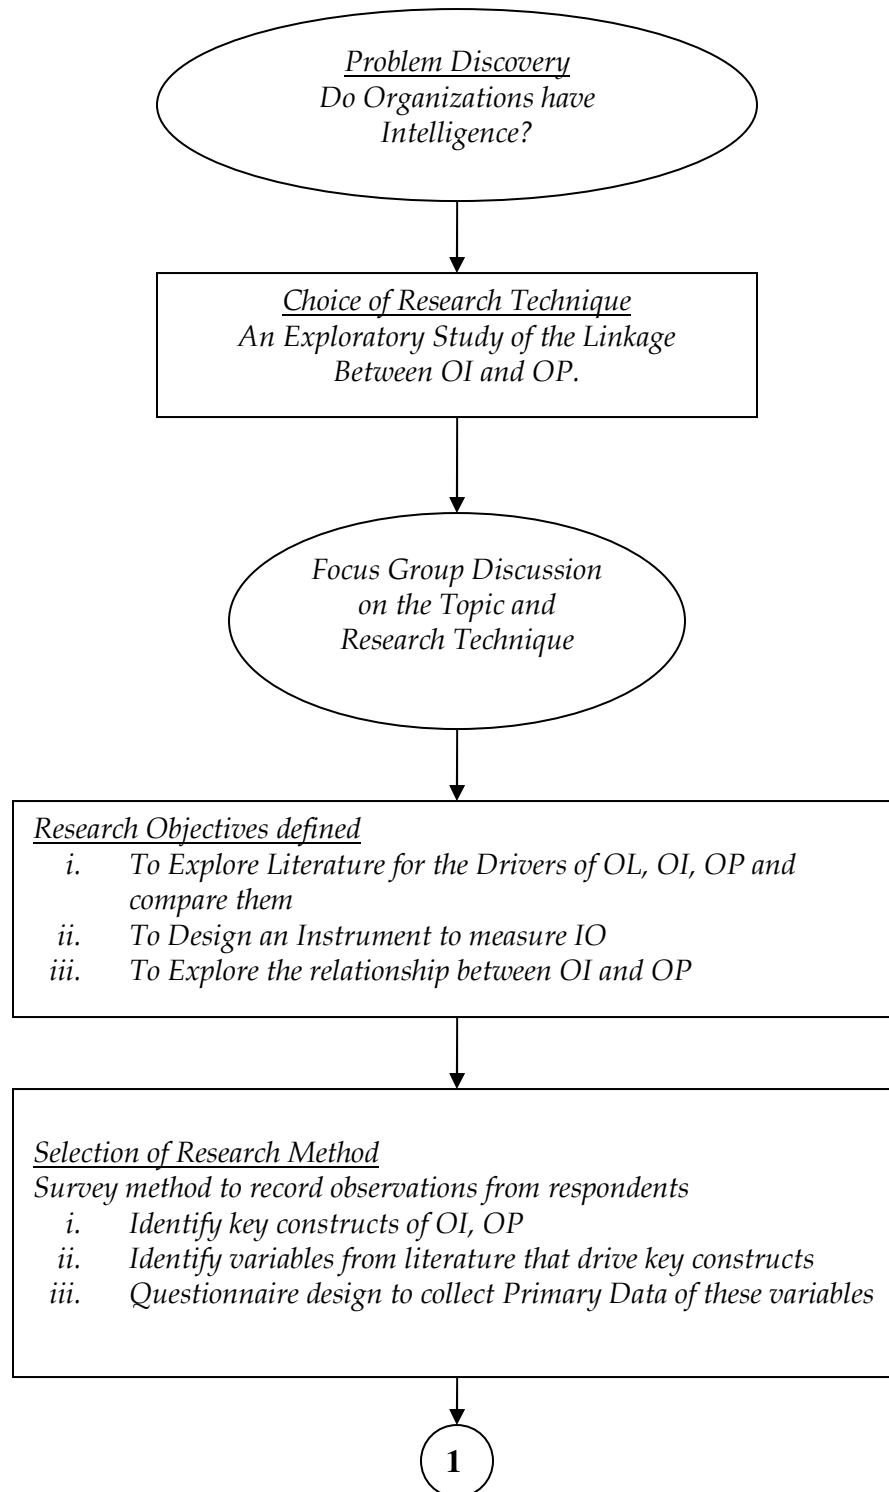 Problem Discovery
Do Organizations have
Intelligence?
Choice of Research Technique
An Exploratory Study of the Linkage
Between OI and OP.
Focus Group Discussion
on the Topic and
Research Technique
Research Objectives defined
i. To Explore Literature for the Drivers of OL, OI, OP and
compare them
ii. To Design an Instrument to measure IO
iii. To Explore the relationship between OI and OP
Selection of Research Method
Survey method to record observations from respondents
i. Identify key constructs of OI, OP
ii. Identify variables from literature that drive key constructs
iii. Questionnaire design to collect Primary Data of these variables
1